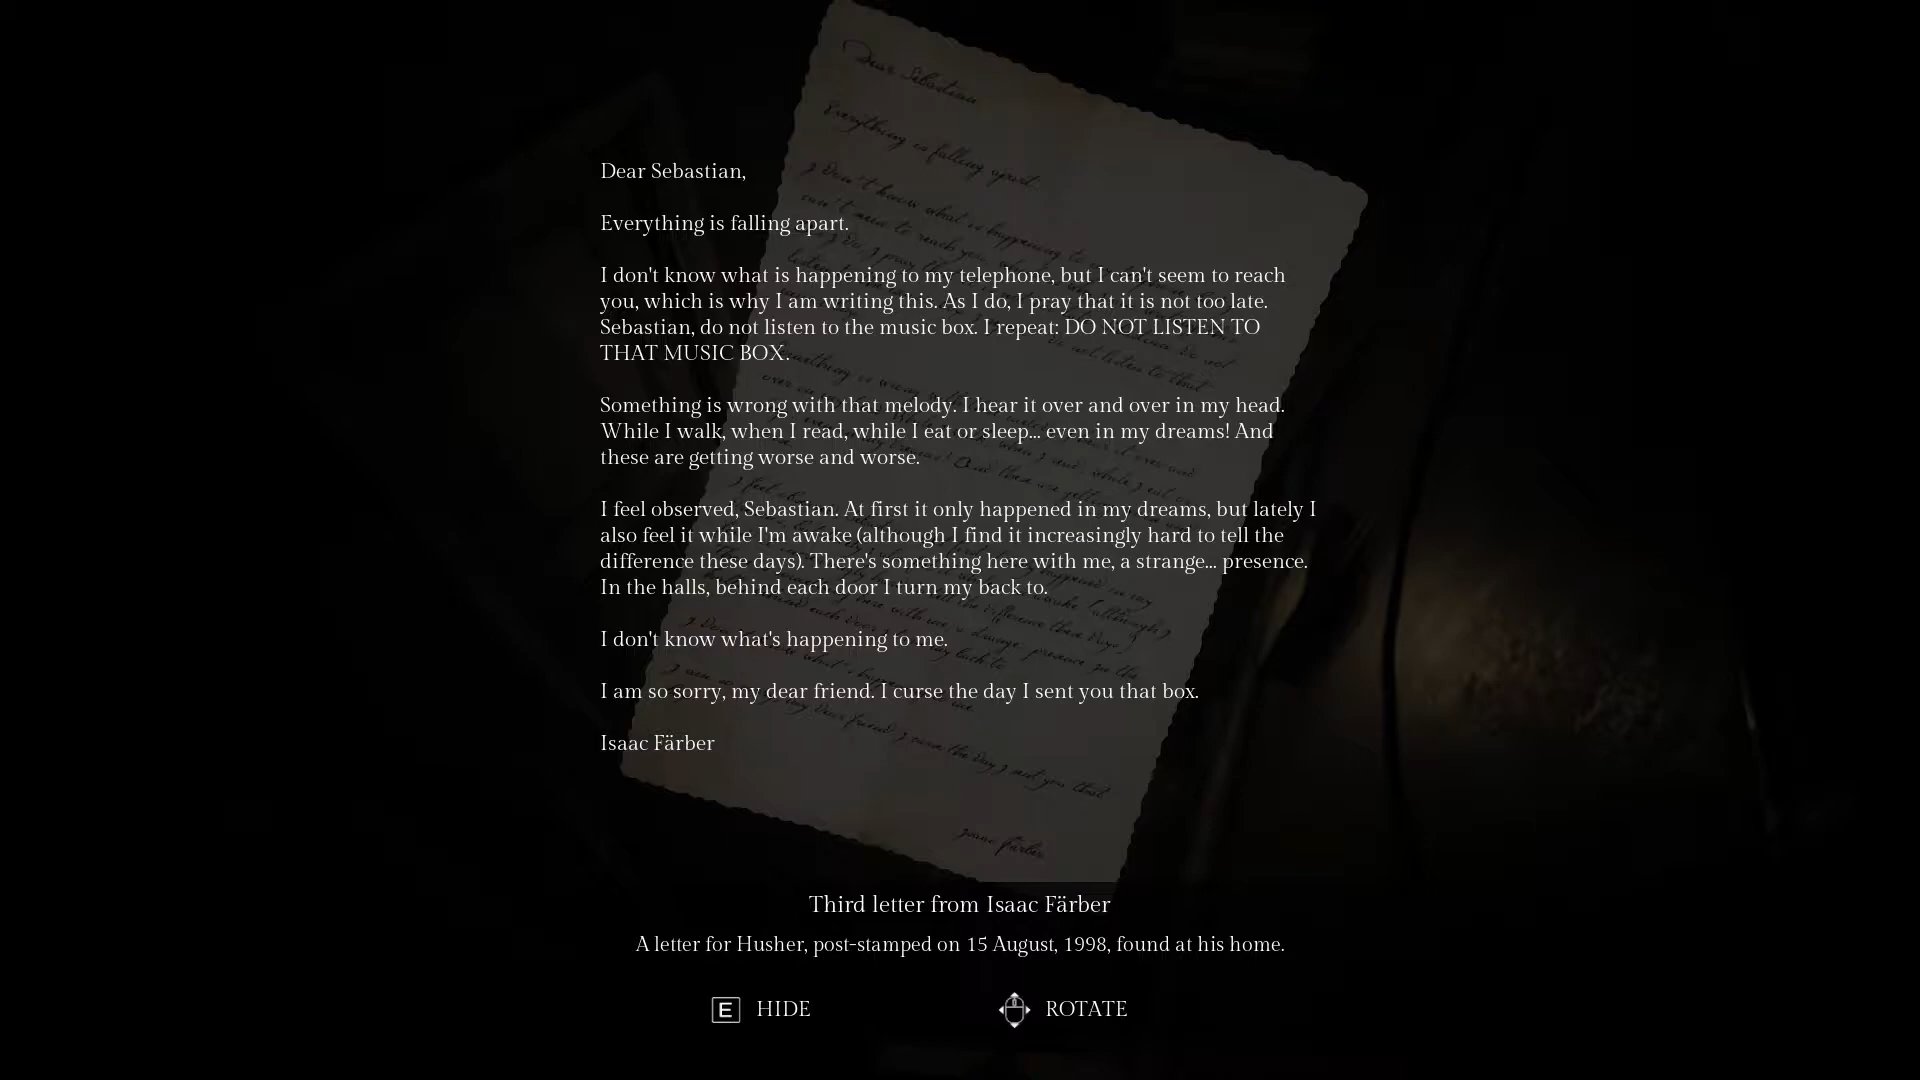 Dear Sebastian,
Everything is falling apart.
I don't know what is happening to my telephone, but I can't seem to reach
you, which is why I am writing this. As I do, I pray that it is not too late.
Sebastian, do not listen to the music box. I repeat: DO NOT LISTEN TO
THAT MUSIC BOX.
Something is wrong with that melody. I hear it over and over in my head.
While I walk, when I read, while I eat or sleep... even in my dreams! And
these are getting worse and worse.
I feel observed, Sebastian. At first it only happened in my dreams, but lately I
also feel it while I'm awake (although I find it increasingly hard to tell the
difference these days). There's something here with me, a strange... presence.
In the halls, behind each door I turn my back to.
I don't know what's happening to me.
I am so sorry, my dear friend. I curse the day I sent you that box.
Isaac Färber
Third letter from Isaac Färber
A letter for Husher, post-stamped on 15 August, 1998, found at his home.
E HIDE
ROTATE
Dear Sebastian
Everything is falling apart.
Isaac Färber